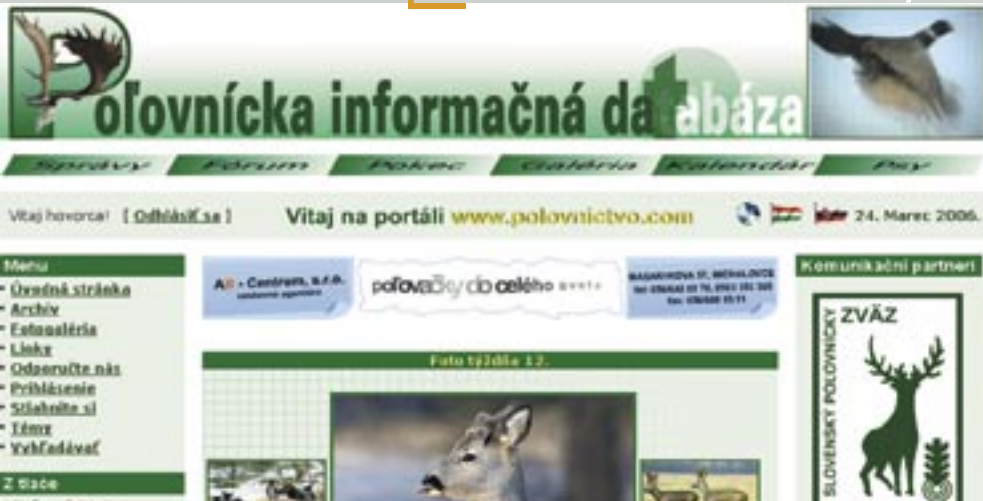 Poľovnícka informačná databáza
Správy Fórum Pokec Galéria Kalendár Psy
Vitaj hovorca! [ Odhlásiť sa ] Vitaj na portáli www.polovnictvo.com 24. Marec 2006.
Menu
Úvodná stránka
Archív
Fotogaléria
Linky
Odporučte nás
Prihlásenie
Stiahnite si
Témy
Vyhľadávať
Z tlače
Centrum, s.r.o.
poľovačky do celého sveta
Foto týždňa 12.
Komunikační partneri
SLOVENSKÝ POĽOVNÍCKY
ZVÄZ